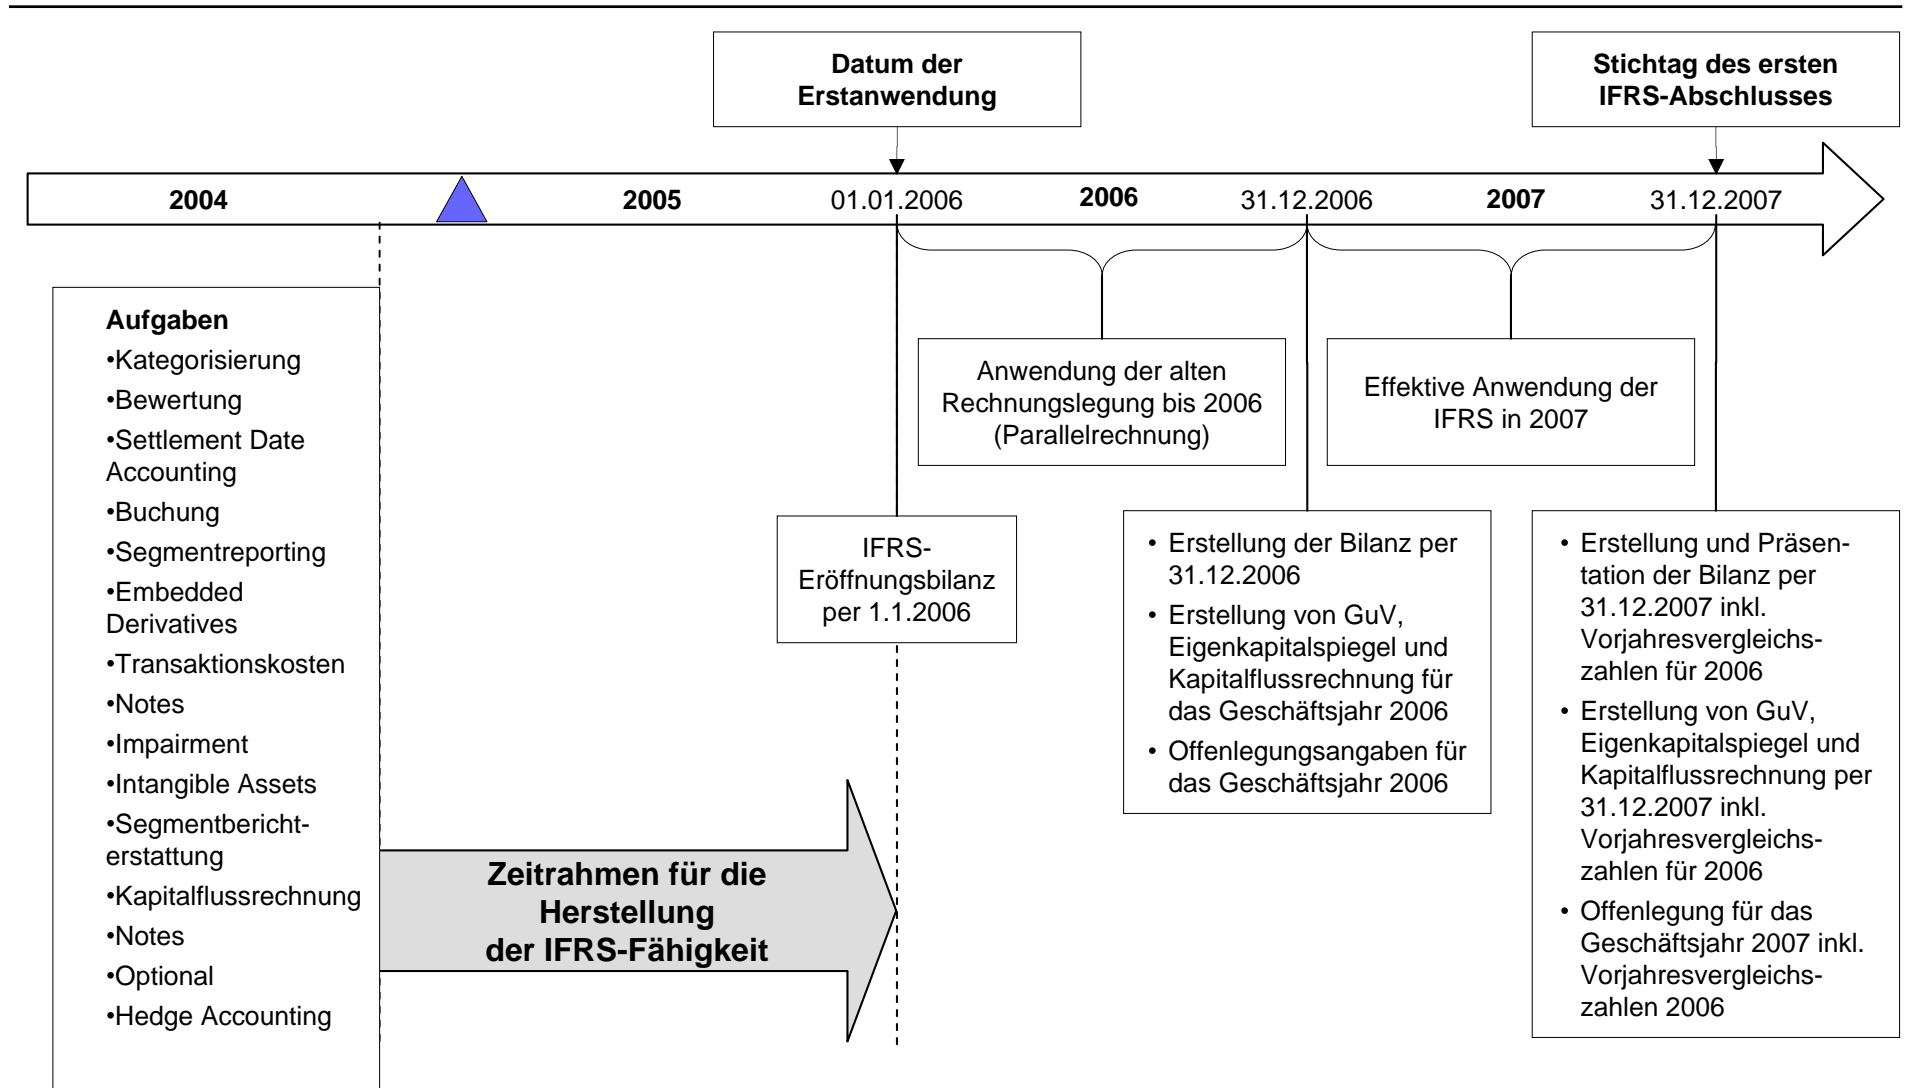 Datum der
Erstanwendung
Stichtag des ersten
IFRS-Abschlusses
2004
2005
01.01.2006
2006
31.12.2006
2007
31.12.2007
Aufgaben
•Kategorisierung
•Bewertung
•Settlement Date
Accounting
•Buchung
•Segmentreporting
•Embedded
Derivatives
•Transaktionskosten
•Notes
•Impairment
•Intangible Assets
•Segmentbericht-
erstattung
•Kapitalflussrechnung
•Notes
•Optional
•Hedge Accounting
Zeitrahmen für die
Herstellung
der IFRS-Fähigkeit
IFRS-
Eröffnungsbilanz
per 1.1.2006
Anwendung der alten
Rechnungslegung bis 2006
(Parallelrechnung)
Effektive Anwendung der
IFRS in 2007
• Erstellung der Bilanz per
31.12.2006
• Erstellung von GuV,
Eigenkapitalspiegel und
Kapitalflussrechnung für
das Geschäftsjahr 2006
• Offenlegungsangaben für
das Geschäftsjahr 2006
• Erstellung und Präsen-
tation der Bilanz per
31.12.2007 inkl.
Vorjahresvergleichs-
zahlen für 2006
• Erstellung von GuV,
Eigenkapitalspiegel und
Kapitalflussrechnung per
31.12.2007 inkl.
Vorjahresvergleichs-
zahlen für 2006
• Offenlegung für das
Geschäftsjahr 2007 inkl.
Vorjahresvergleichs-
zahlen 2006